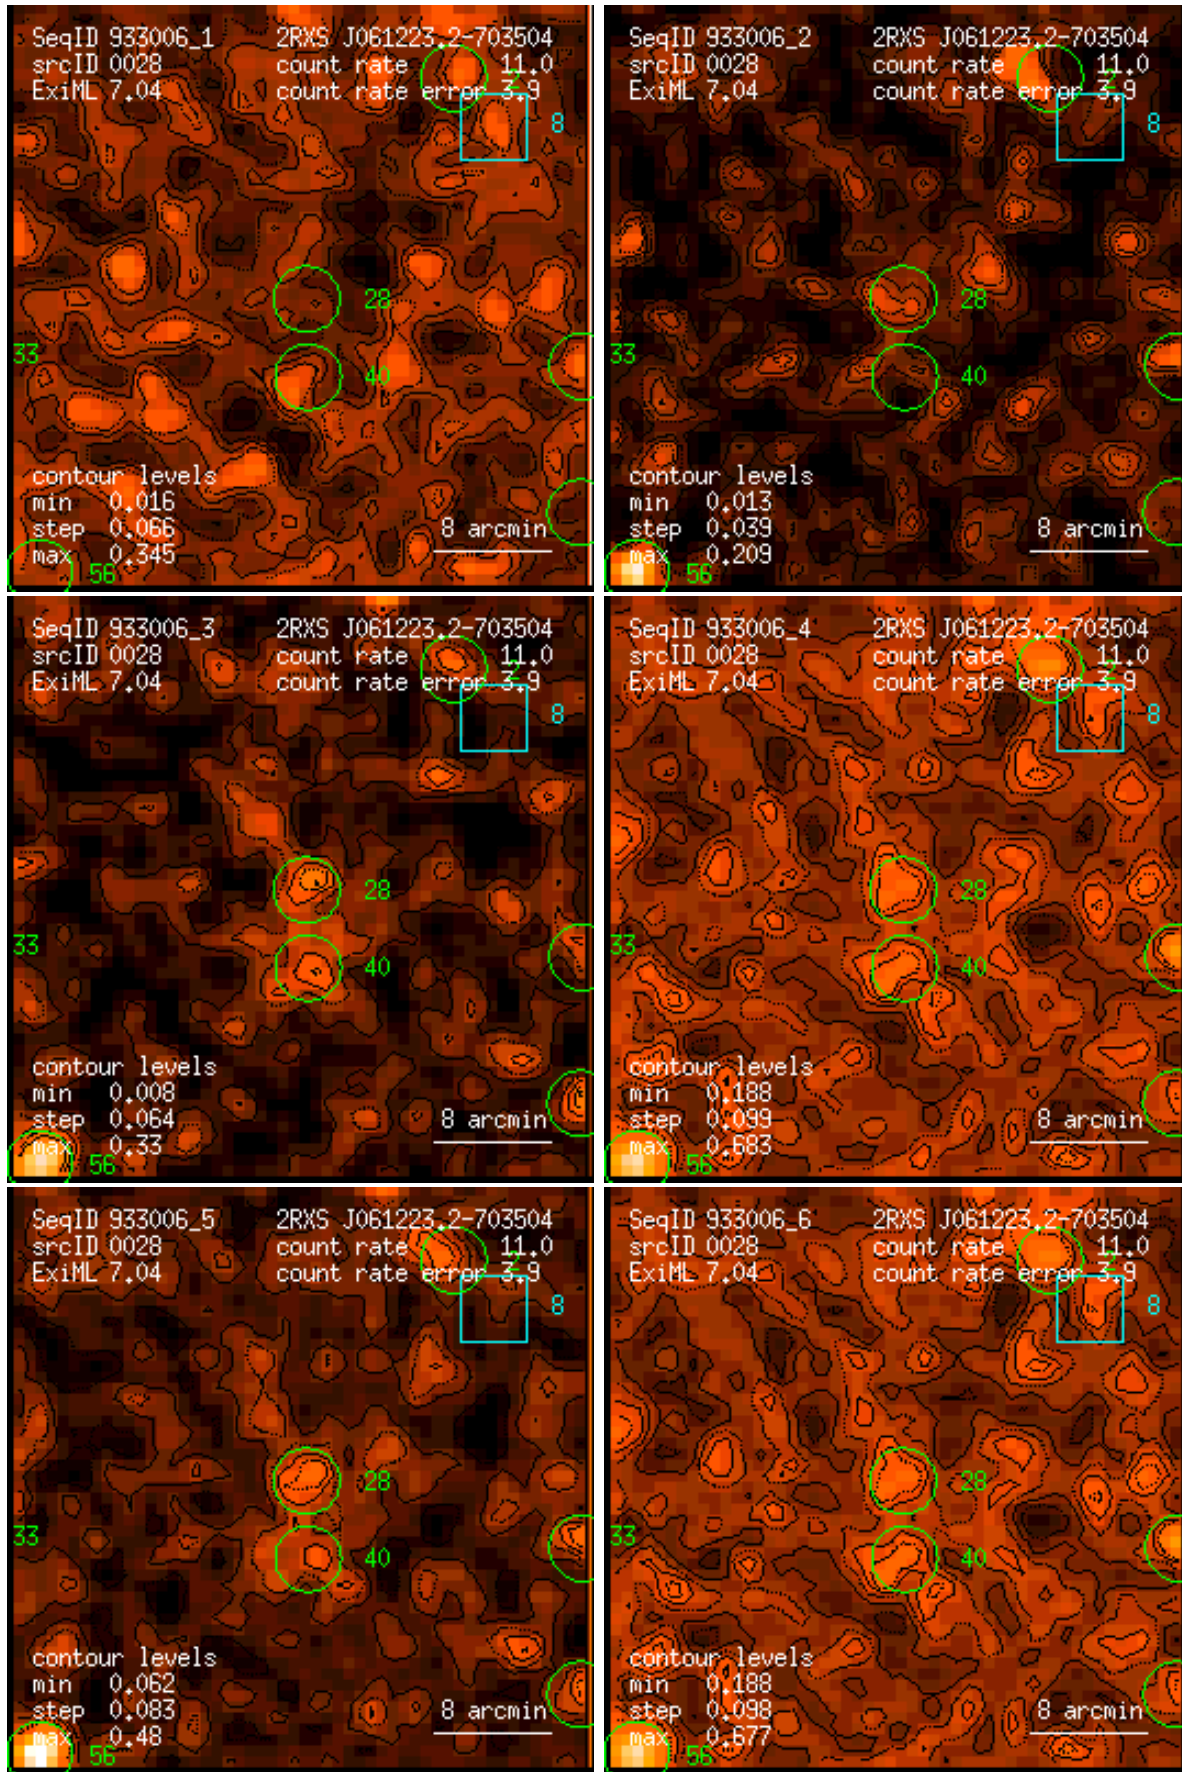 SeqID 933006_1 2RXS J061223.2-703504
srcID 0028 count rate 11.0
ExiML 7.04 count rate error 3.9
8
28
33
40
contour levels
min 0.016
step 0.066 8 arcmin
max 0.345
56
SeqID 933006_2 2RXS J061223.2-703504
srcID 0028 count rate 11.0
ExiML 7.04 count rate error 3.9
8
28
33
40
contour levels
min 0.013
step 0.039 8 arcmin
max 0.209
56
SeqID 933006_3 2RXS J061223.2-703504
srcID 0028 count rate 11.0
ExiML 7.04 count rate error 3.9
8
28
33
40
contour levels
min 0.008
step 0.064 8 arcmin
max 0.33
56
SeqID 933006_4 2RXS J061223.2-703504
srcID 0028 count rate 11.0
ExiML 7.04 count rate error 3.9
8
28
33
40
contour levels
min 0.188
step 0.099 8 arcmin
max 0.683
56
SeqID 933006_5 2RXS J061223.2-703504
srcID 0028 count rate 11.0
ExiML 7.04 count rate error 3.9
8
28
33
40
contour levels
min 0.062
step 0.083 8 arcmin
max 0.48
56
SeqID 933006_6 2RXS J061223.2-703504
srcID 0028 count rate 11.0
ExiML 7.04 count rate error 3.9
8
28
33
40
contour levels
min 0.188
step 0.098 8 arcmin
max 0.677
56